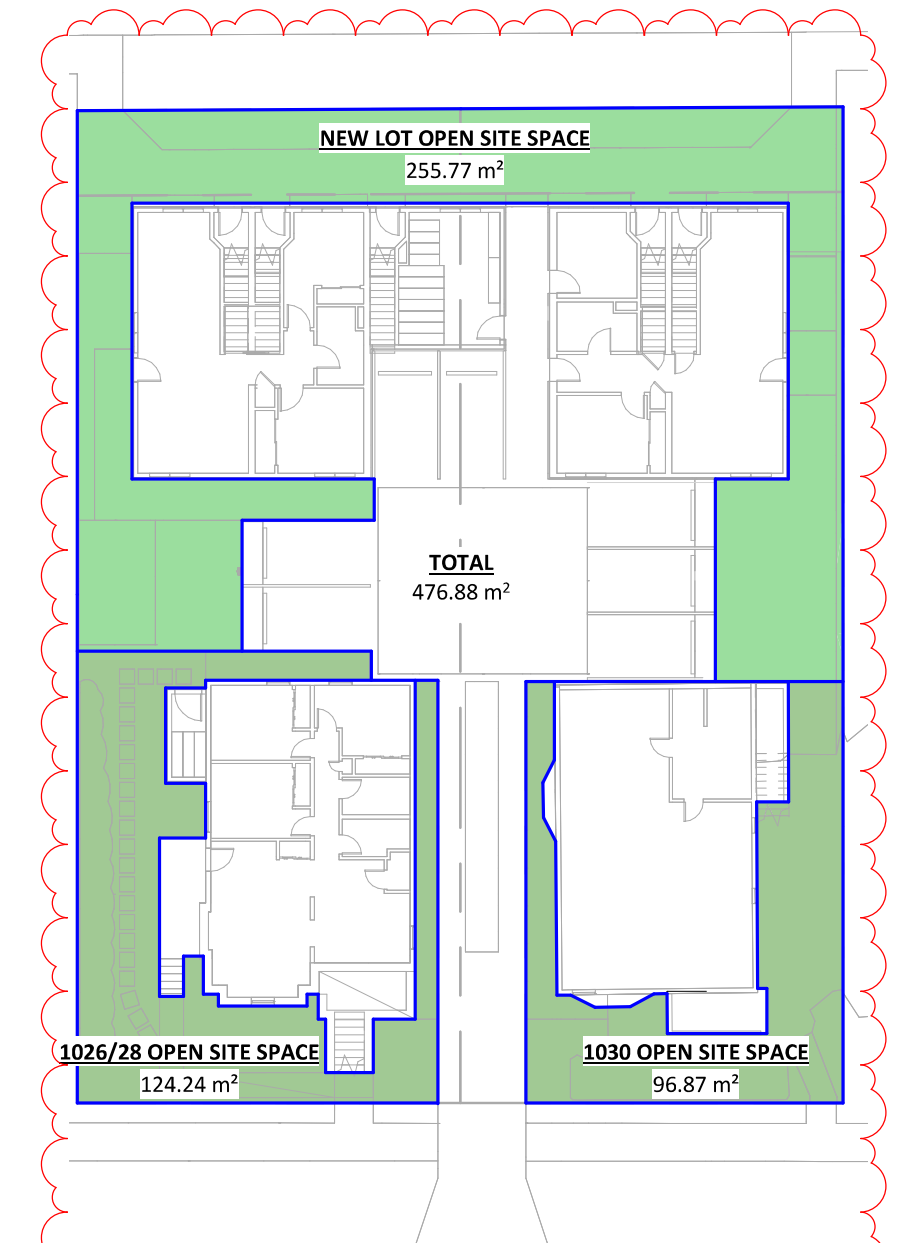 NEW LOT OPEN SITE SPACE
255.77 m²
TOTAL
476.88 m²
1026/28 OPEN SITE SPACE
124.24 m²
1030 OPEN SITE SPACE
96.87 m²